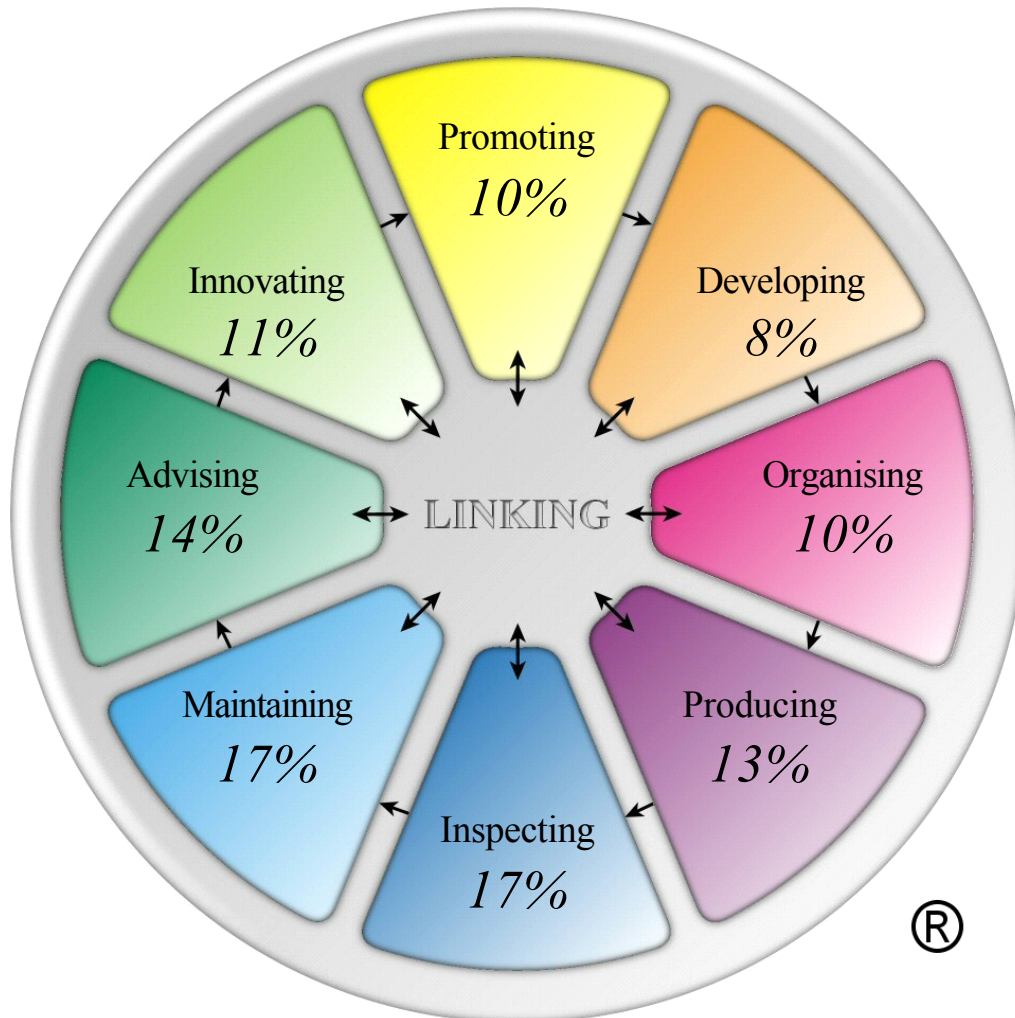 Promoting
10%
Developing
8%
Organising
10%
Producing
13%
Inspecting
17%
Maintaining
17%
Advising
14%
Innovating
11%
LINKING
®